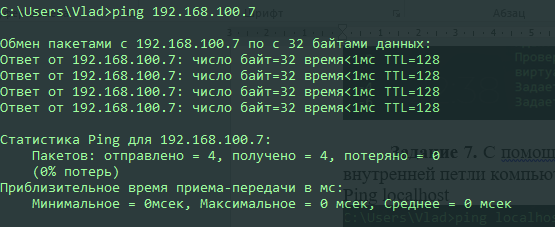 C:\Users\Vlad>ping 192.168.100.7
Обмен пакетами с 192.168.100.7 по с 32 байтами данных:
Ответ от 192.168.100.7: число байт=32 время<1мс TTL=128
Ответ от 192.168.100.7: число байт=32 время<1мс TTL=128
Ответ от 192.168.100.7: число байт=32 время<1мс TTL=128
Ответ от 192.168.100.7: число байт=32 время<1мс TTL=128
Статистика Ping для 192.168.100.7:
Пакетов: отправлено = 4, получено = 4, потеряно = 0
(0% потерь)
Приблизительное время приема-передачи в мс:
Минимальное = 0мсек, Максимальное = 0 мсек, Среднее = 0 мсек
Абзац
Задание 7. С помощ
внутренней петли компью
Ping localhost
C:\Users\Vlad>ping localhos